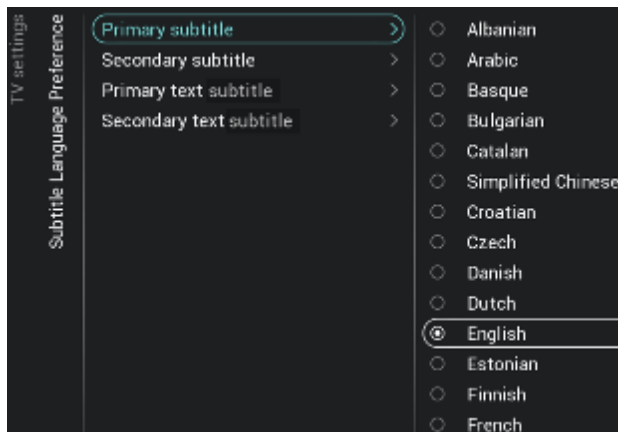 TV settings
Subtitle Language Preference
Primary subtitle
Secondary subtitle
Primary text subtitle
Secondary text subtitle
Albanian
Arabic
Basque
Bulgarian
Catalan
Simplified Chinese
Croatian
Czech
Danish
Dutch
English
Estonian
Finnish
French